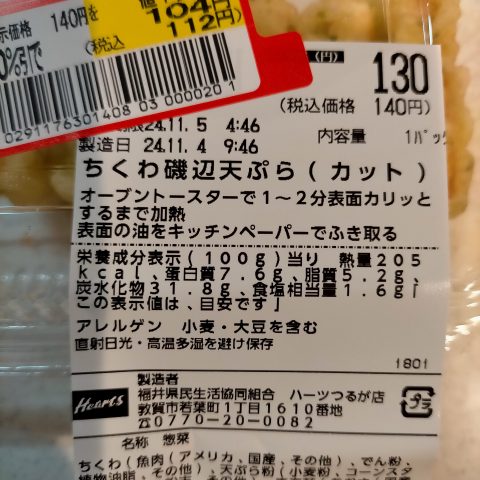 示価格 140円を
%引で
値
104円
(税込 112円)
0291176301408 03 0000201
(円) 130
(税込価格 140円)
限24.11. 5 4:46
製造日24.11. 4 9:46
内容量 1パック
ちくわ磯辺天ぷら(カット)
オーブントースターで1〜2分表面カリッと
するまで加熱
表面の油をキッチンペーパーでふき取る
栄養成分表示(100g)当り 熱量205
kcal、蛋白質7.6g、脂質5.2g、
炭水化物31.8g、食塩相当量1.6g「
この表示値は、目安です」
アレルゲン 小麦・大豆を含む
直射日光・高温多湿を避け保存
1801
Hearts
製造者
福井県民生活協同組合 ハーツつるが店
敦賀市若葉町1丁目1610番地
☎0770-20-0082
プラ
名称 惣菜
ちくわ(魚肉(アメリカ、国産、その他)、でん粉、
植物油脂、その他)、天ぷら粉(小麦粉、コーンスタ